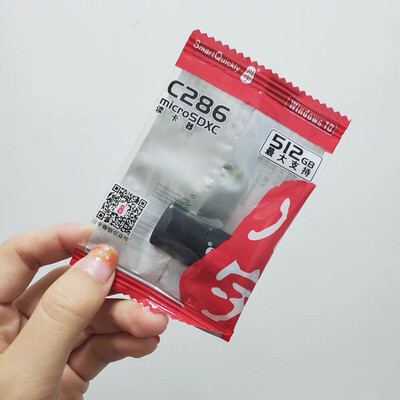 SmartQuickly
Windows 10
C286
microSDXC
读卡器
512GB
最大支持